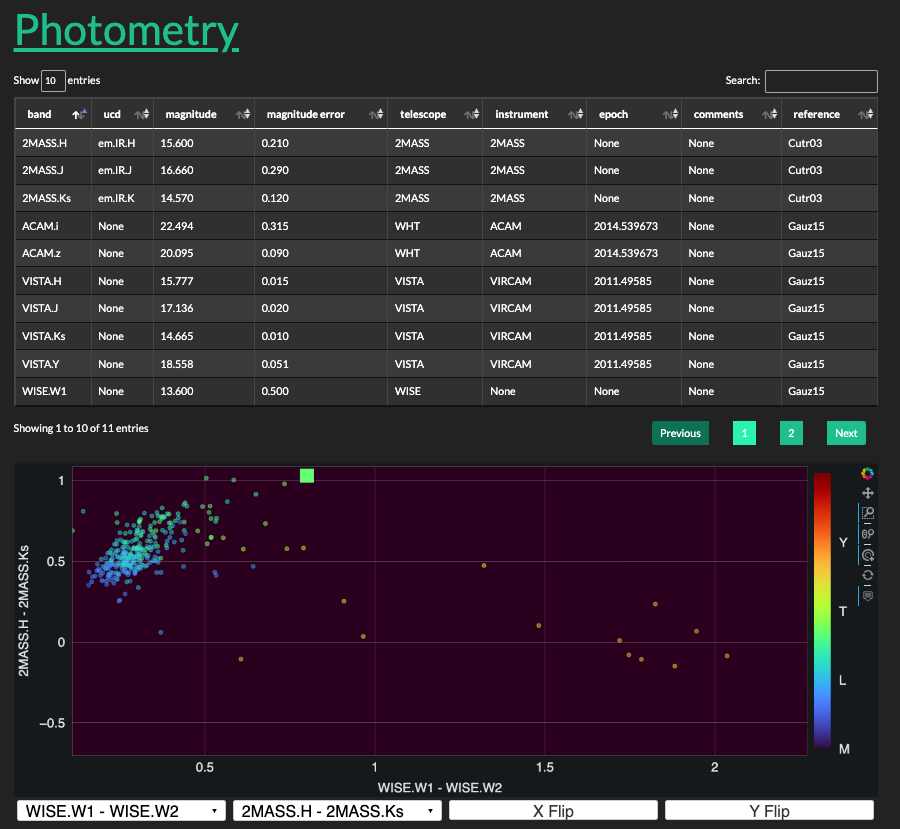 Photometry
Show 10 entries Search:
band ucd magnitude magnitude error telescope instrument epoch comments reference
2MASS.H em.IR.H 15.600 0.210 2MASS 2MASS None None Cutr03
2MASS.J em.IR.J 16.660 0.290 2MASS 2MASS None None Cutr03
2MASS.Ks em.IR.K 14.570 0.120 2MASS 2MASS None None Cutr03
ACAM.i None 22.494 0.315 WHT ACAM 2014.539673 None Gauz15
ACAM.z None 20.095 0.090 WHT ACAM 2014.539673 None Gauz15
VISTA.H None 15.777 0.015 VISTA VIRCAM 2011.49585 None Gauz15
VISTA.J None 17.136 0.020 VISTA VIRCAM 2011.49585 None Gauz15
VISTA.Ks None 14.665 0.010 VISTA VIRCAM 2011.49585 None Gauz15
VISTA.Y None 18.558 0.051 VISTA VIRCAM 2011.49585 None Gauz15
WISE.W1 None 13.600 0.500 WISE None None None Gauz15
Showing 1 to 10 of 11 entries
Previous 1 2 Next
2MASS.H - 2MASS.Ks
1
0.5
0
−0.5
Y
T
L
M
0.5 1 1.5 2
WISE.W1 - WISE.W2
WISE.W1 - WISE.W2 2MASS.H - 2MASS.Ks X Flip Y Flip